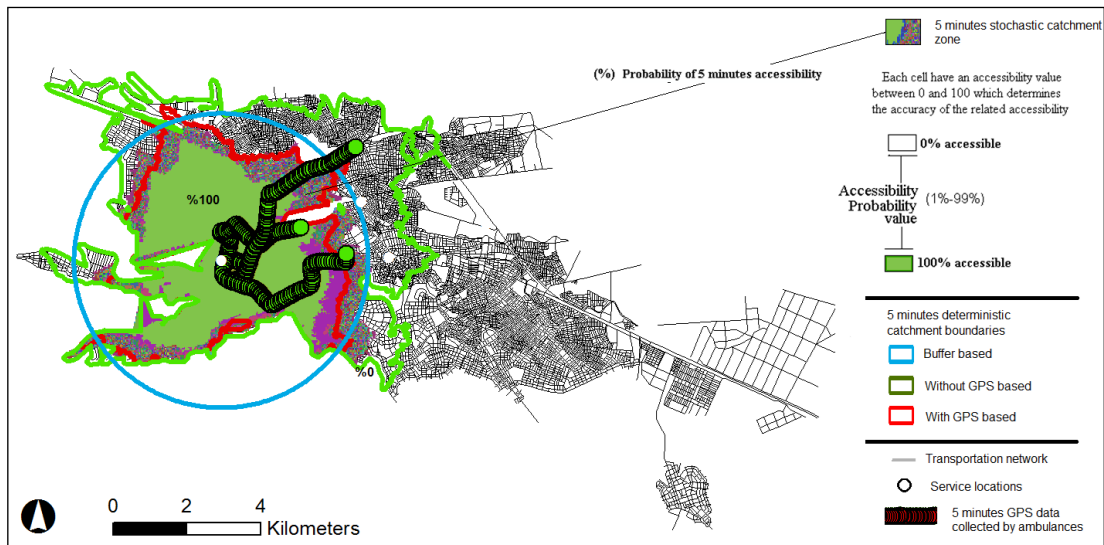 5 minutes stochastic catchment
zone
(%) Probability of 5 minutes accessibility
Each cell have an accessibility value
between 0 and 100 which determines
the accuracy of the related accessibility
0% accessible
%100
Accessibility
Probability
value
(1%-99%)
100% accessible
5 minutes deterministic
catchment boundaries
Buffer based
%0
Without GPS based
With GPS based
Transportation network
Service locations
0 2 4
Kilometers
5 minutes GPS data
collected by ambulances